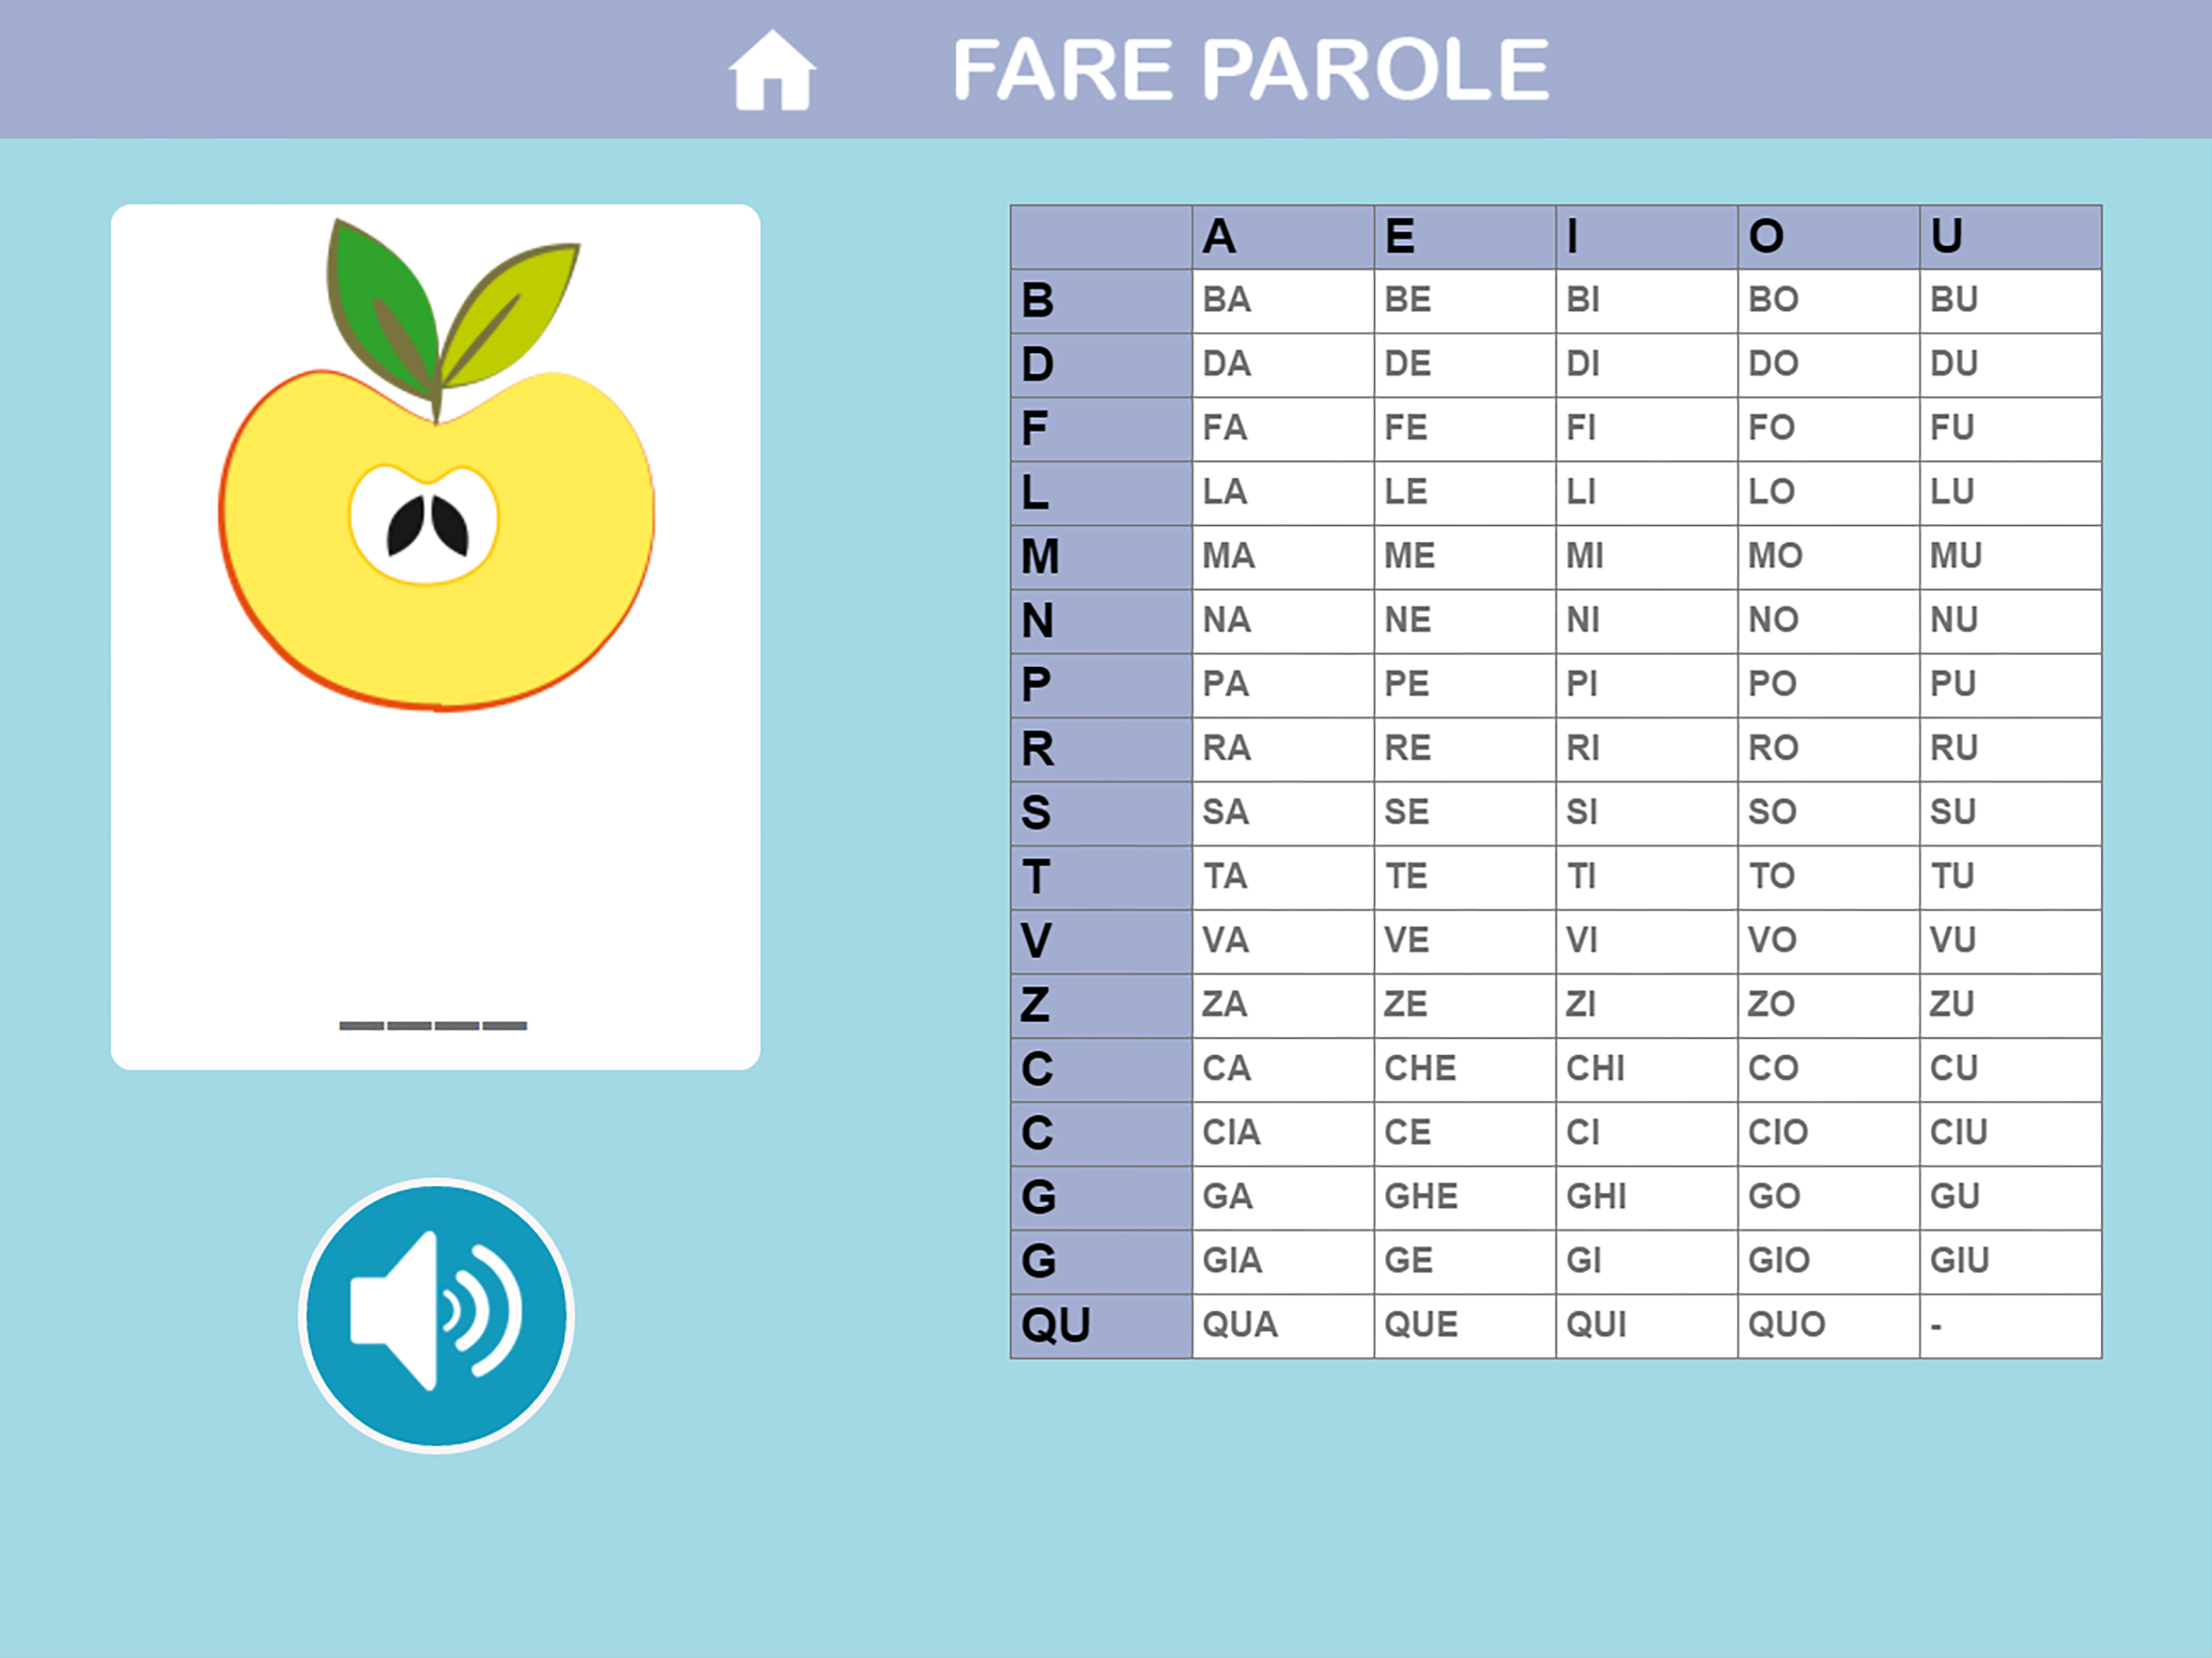 FARE PAROLE
____
A E I O U
B BA BE BI BO BU
D DA DE DI DO DU
F FA FE FI FO FU
L LA LE LI LO LU
M MA ME MI MO MU
N NA NE NI NO NU
P PA PE PI PO PU
R RA RE RI RO RU
S SA SE SI SO SU
T TA TE TI TO TU
V VA VE VI VO VU
Z ZA ZE ZI ZO ZU
C CA CHE CHI CO CU
C CIA CE CI CIO CIU
G GA GHE GHI GO GU
G GIA GE GI GIO GIU
QU QUA QUE QUI QUO -